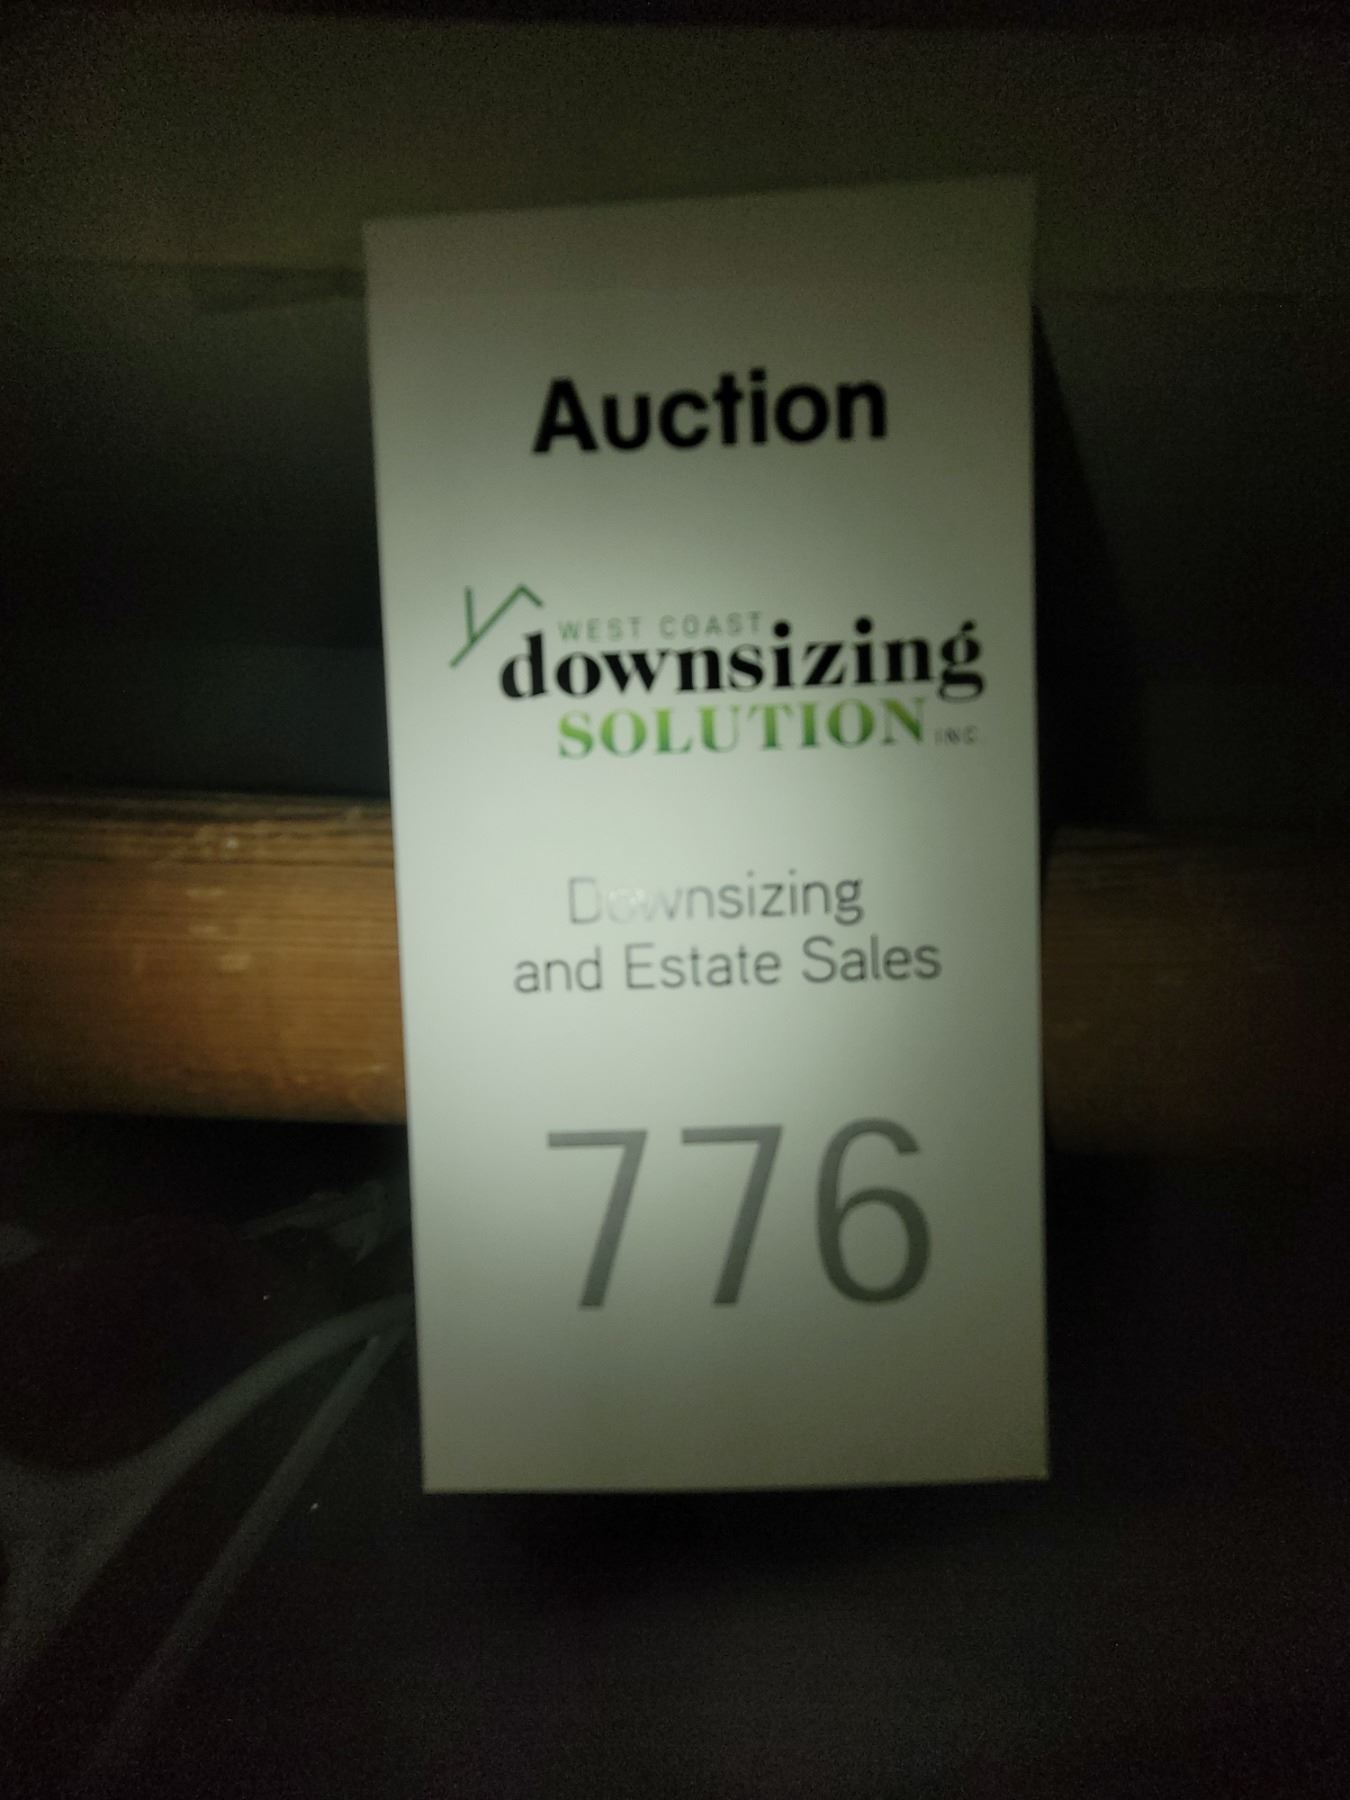 Auction
WEST COAST
downsizing
SOLUTION INC
Downsizing
and Estate Sales
776